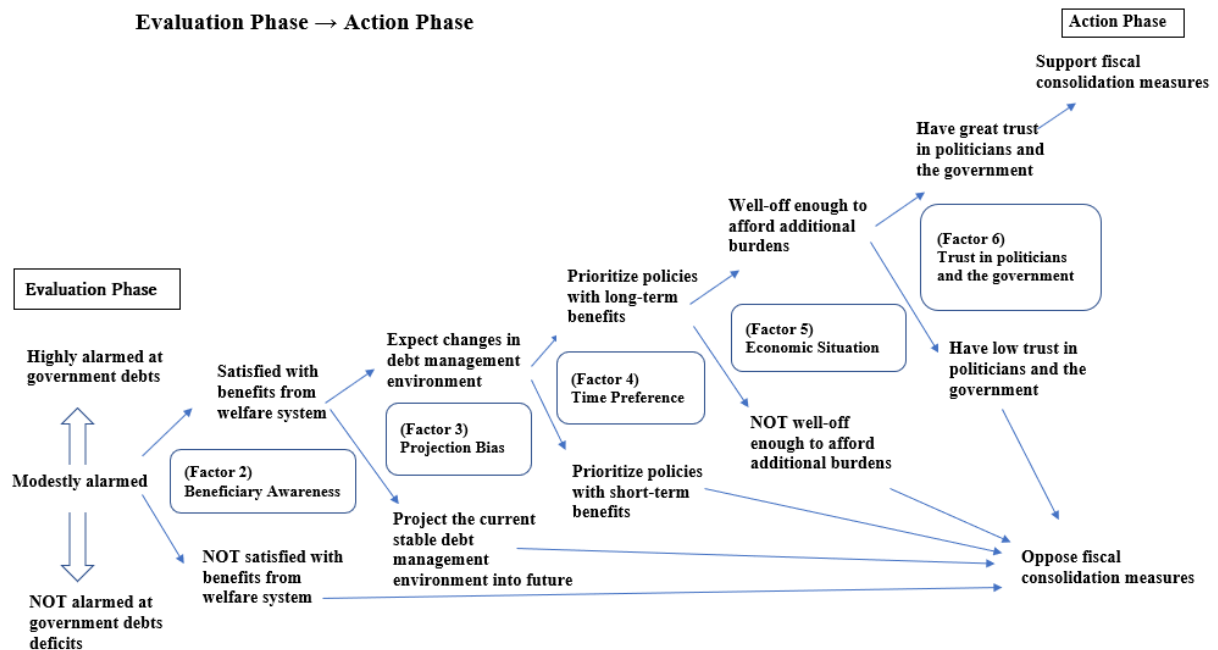 Evaluation Phase → Action Phase
Action Phase
Support fiscal
consolidation measures
Have great trust
in politicians and
the government
Well-off enough to
afford additional
burdens
(Factor 6)
Trust in politicians
and the government
Evaluation Phase
Prioritize policies
with long-term
benefits
(Factor 5)
Economic Situation
Expect changes in
debt management
environment
Have low trust in
politicians and the
government
Highly alarmed at
government debts
Satisfied with
benefits from
welfare system
(Factor 4)
Time Preference
(Factor 3)
Projection Bias
NOT well-off
enough to afford
additional burdens
Modestly alarmed
(Factor 2)
Beneficiary Awareness
Prioritize policies
with short-term
benefits
Project the current
stable debt
management
environment into future
NOT satisfied with
benefits from
welfare system
Oppose fiscal
consolidation measures
NOT alarmed at
government debts
deficits